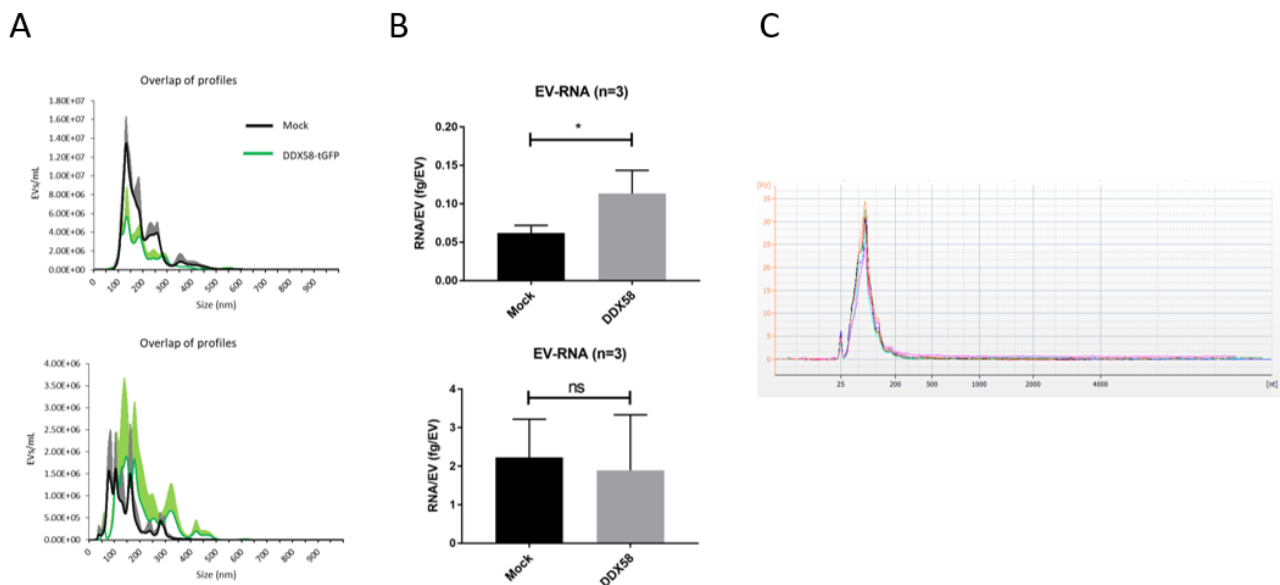 A
B
C
Overlap of profiles
1.80E+07
1.60E+07
1.40E+07
1.20E+07
1.00E+07
8.00E+06
6.00E+06
4.00E+06
2.00E+06
0.00E+00
EVs/mL
Mock
DDX58-tGFP
0 100 200 300 400 500 600 700 800 900
Size (nm)
Overlap of profiles
4.00E+06
3.50E+06
3.00E+06
2.50E+06
2.00E+06
1.50E+06
1.00E+06
5.00E+05
0.00E+00
EVs/mL
0 100 200 300 400 500 600 700 800 900
Size (nm)
EV-RNA (n=3)
*
0.20
0.15
0.10
0.05
0.00
RNA/EV (fg/EV)
Mock DDX58
EV-RNA (n=3)
ns
4
3
2
1
0
RNA/EV (fg/EV)
Mock DDX58
[FU]
35
30
25
20
15
10
5
0
25 200 500 1000 2000 4000 [nt]